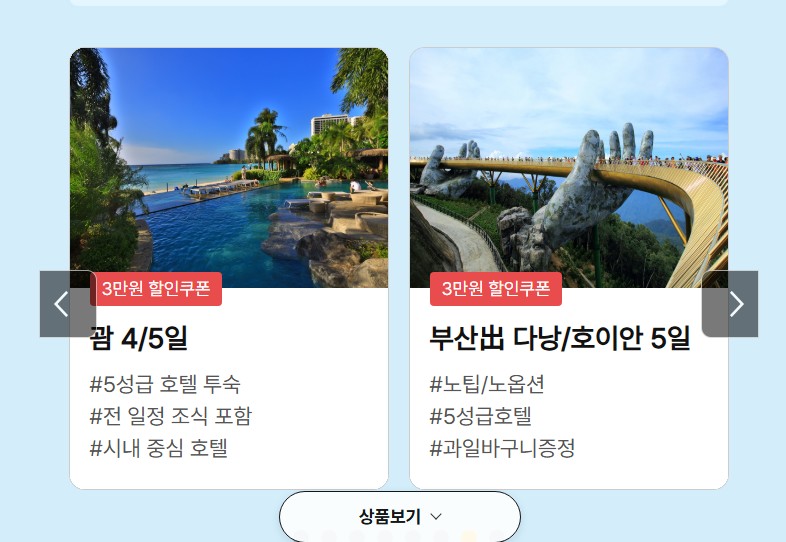 3만원 할인쿠폰
괌 4/5일
#5성급 호텔 투숙
#전 일정 조식 포함
#시내 중심 호텔
3만원 할인쿠폰
부산出 다낭/호이안 5일
#노팁/노옵션
#5성급호텔
#과일바구니증정
상품보기